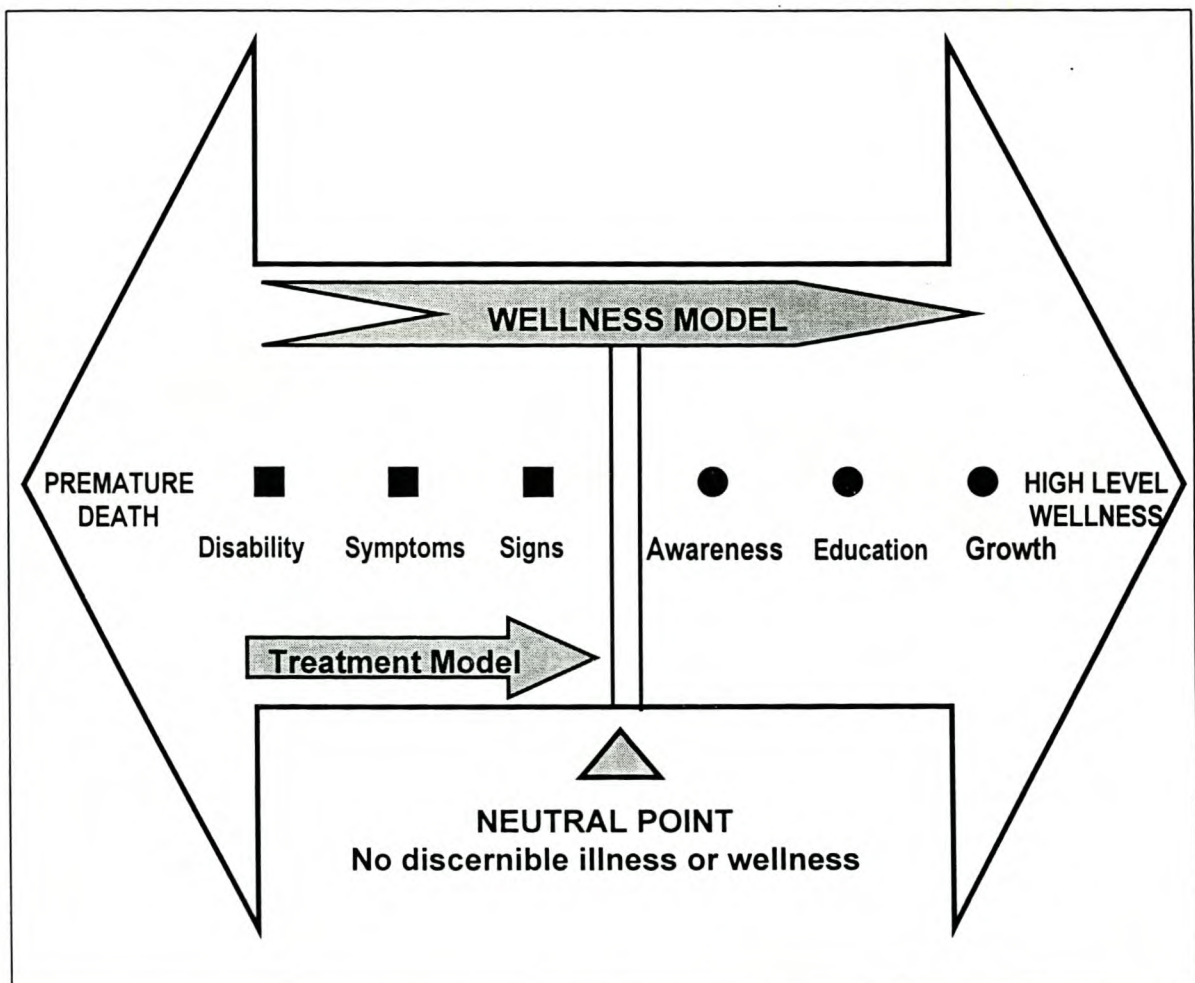 WELLNESS MODEL
PREMATURE
DEATH
Disability
Symptoms
Signs
Awareness
Education
Growth
HIGH LEVEL
WELLNESS
Treatment Model
NEUTRAL POINT
No discernible illness or wellness